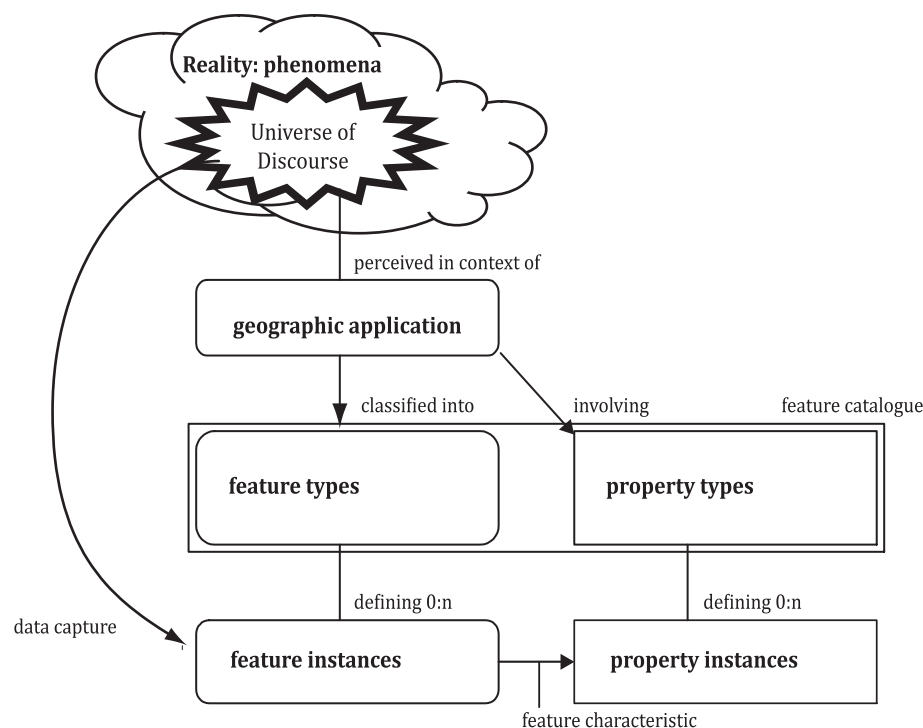 Reality: phenomena
Universe of
Discourse
perceived in context of
geographic application
classified into
involving
feature catalogue
feature types
property types
defining 0:n
defining 0:n
data capture
feature instances
property instances
feature characteristic